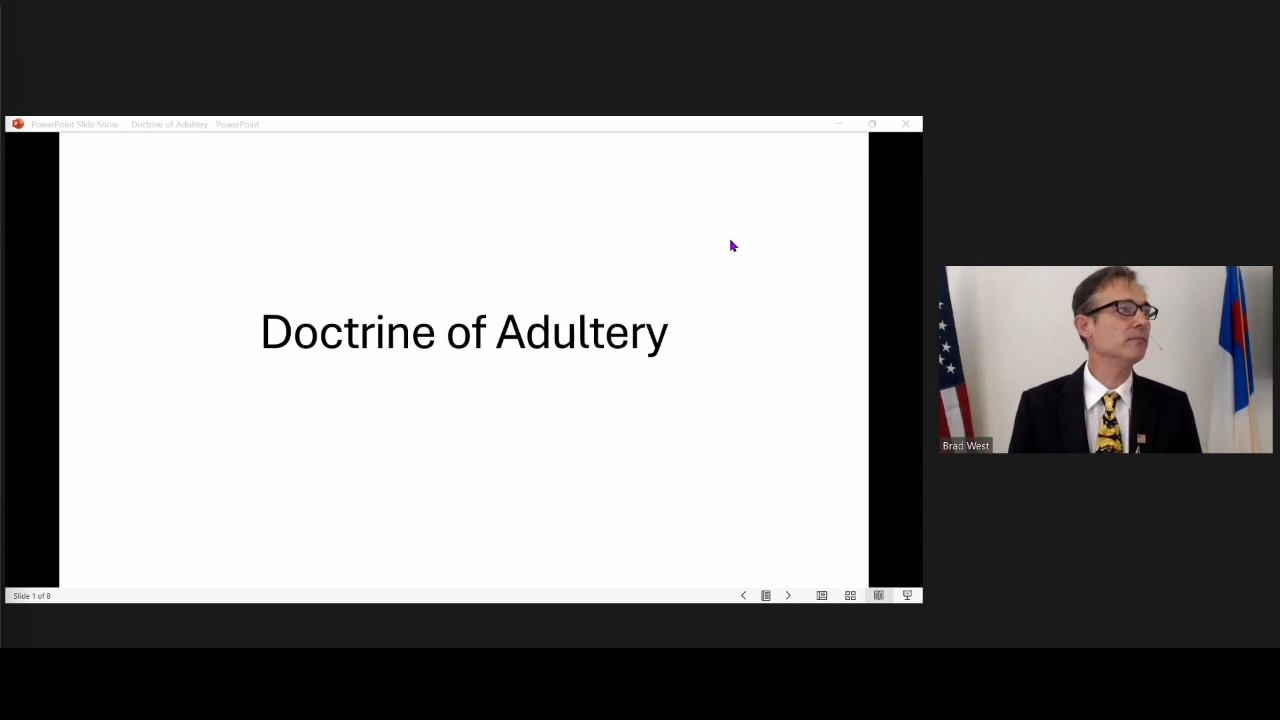 PowerPoint Slide Show - Doctrine of Adultery - PowerPoint
Doctrine of Adultery
Brad West
Slide 1 of 8